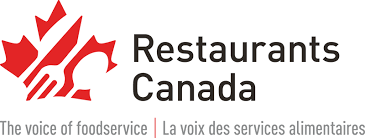 Restaurants
Canada
The voice of foodservice | La voix des services alimentaires